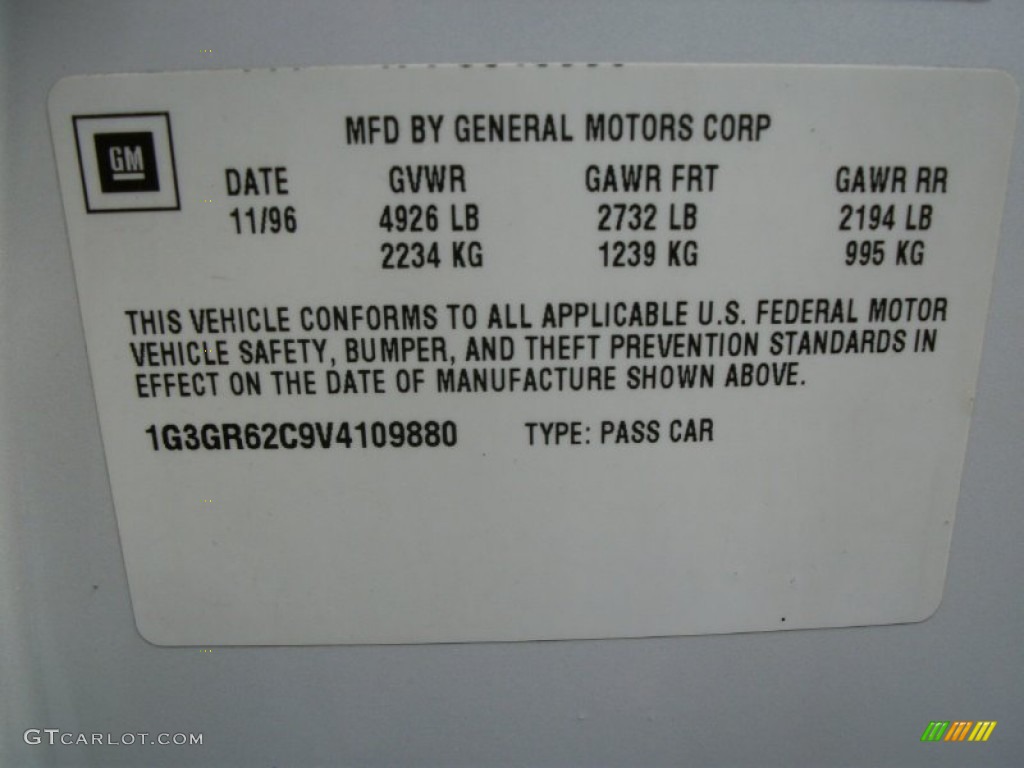 MFD BY GENERAL MOTORS CORP
GM
DATE GVWR GAWR FRT GAWR RR
11/96 4926 LB 2732 LB 2194 LB
2234 KG 1239 KG 995 KG
THIS VEHICLE CONFORMS TO ALL APPLICABLE U.S. FEDERAL MOTOR
VEHICLE SAFETY, BUMPER, AND THEFT PREVENTION STANDARDS IN
EFFECT ON THE DATE OF MANUFACTURE SHOWN ABOVE.
1G3GR62C9V4109880 TYPE: PASS CAR
GTCARLOT.COM